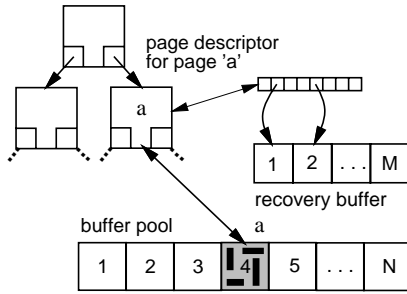 page descriptor
for page 'a'
a
1 2 . . . M
recovery buffer
buffer pool a
1 2 3 4 5 . . . N